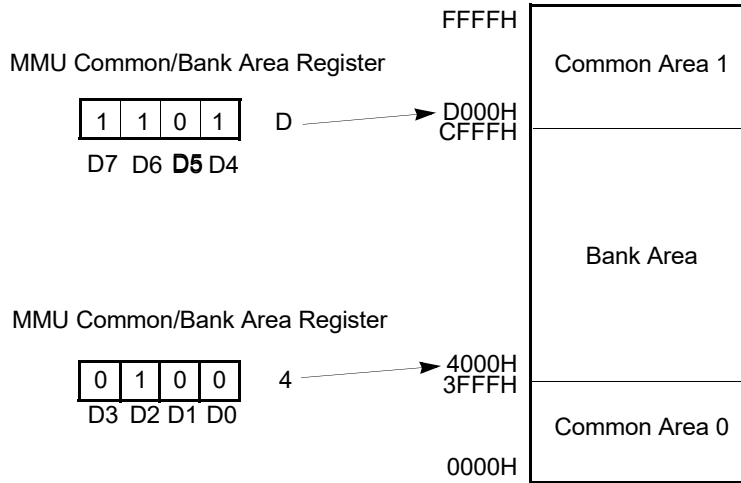 FFFFH
MMU Common/Bank Area Register
Common Area 1
1 1 0 1 D
D000H
CFFFH
D7 D6 D5 D4
Bank Area
MMU Common/Bank Area Register
0 1 0 0 4
4000H
3FFFH
D3 D2 D1 D0
Common Area 0
0000H